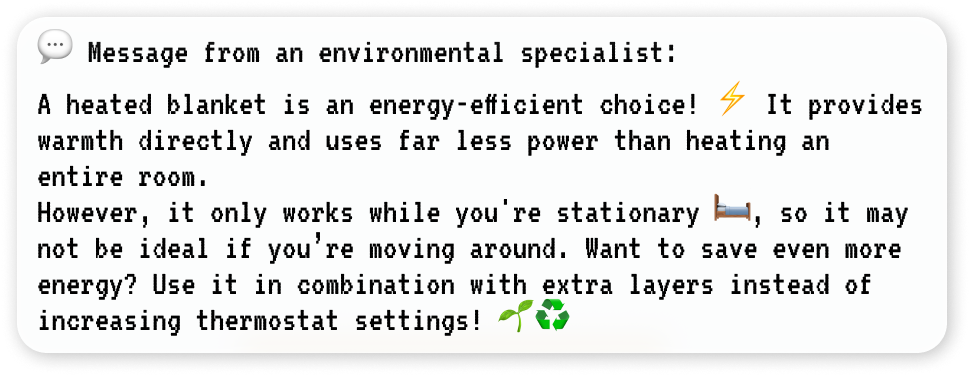 💬 Message from an environmental specialist:
A heated blanket is an energy-efficient choice! ⚡ It provides
warmth directly and uses far less power than heating an
entire room.
However, it only works while you're stationary 🛏️, so it may
not be ideal if you’re moving around. Want to save even more
energy? Use it in combination with extra layers instead of
increasing thermostat settings! 🌱♻️